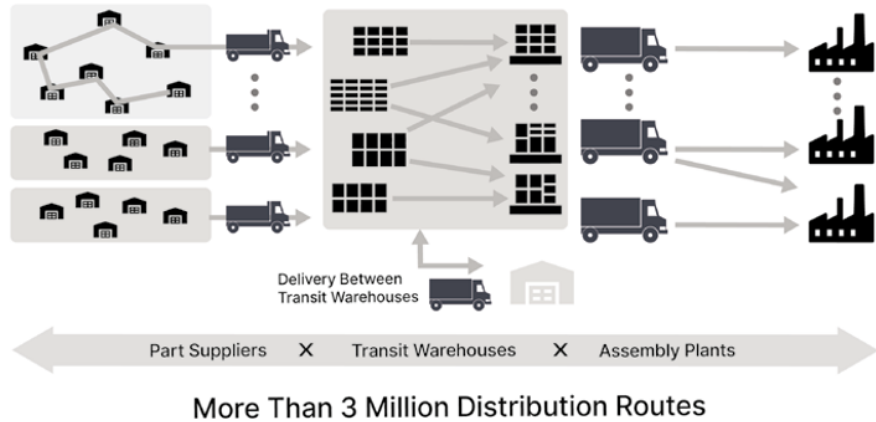 Delivery Between
Transit Warehouses
Part Suppliers X Transit Warehouses X Assembly Plants
More Than 3 Million Distribution Routes